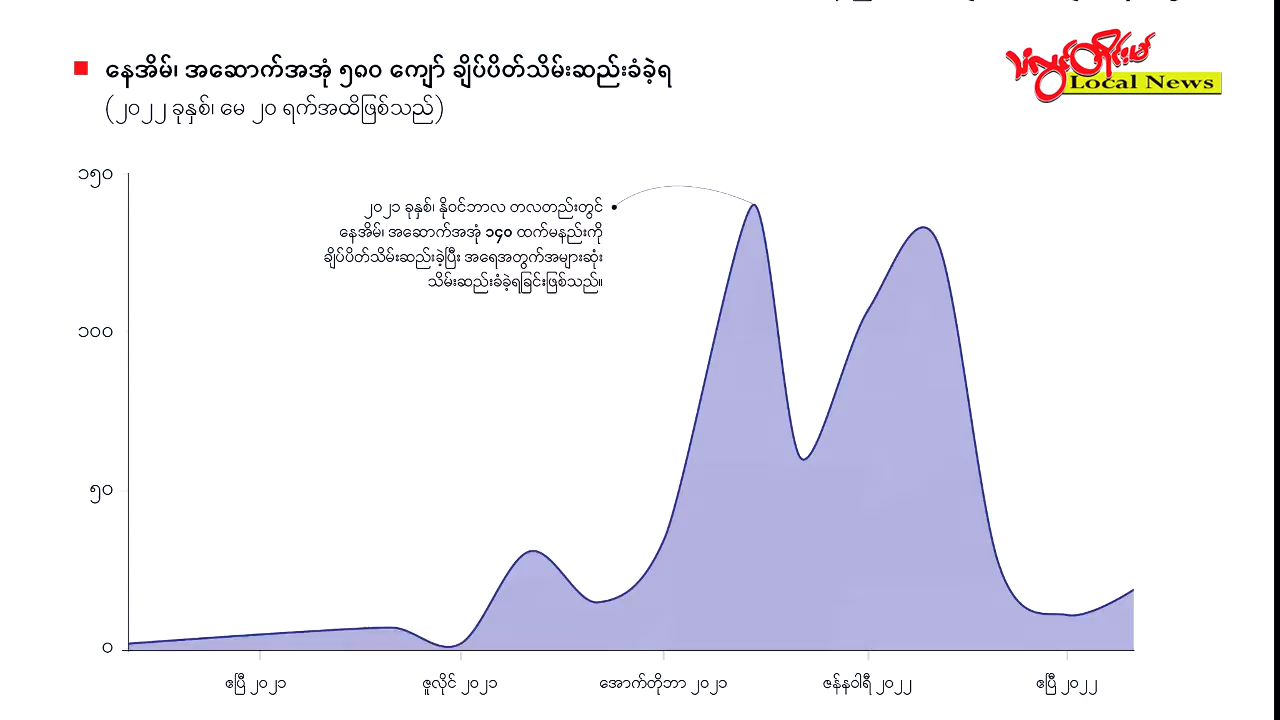 နေအိမ်၊ အဆောက်အအုံ ၅၈၀ ကျော် ချိပ်ပိတ်သိမ်းဆည်းခံခဲ့ရ
(၂၀၂၂ ခုနှစ်၊ မေ ၂၀ ရက်အထိဖြစ်သည်)
Local News
၁၅၀
၂၀၂၁ ခုနှစ်၊ နိုဝင်ဘာလ တလတည်းတွင်
နေအိမ်၊ အဆောက်အအုံ ၁၄၀ ထက်မနည်းကို
ချိပ်ပိတ်သိမ်းဆည်းခဲ့ပြီး အရေအတွက်အများဆုံး
သိမ်းဆည်းခံခဲ့ရခြင်းဖြစ်သည်။
၁၀၀
၅၀
၀
ဧပြီ ၂၀၂၁
ဇူလိုင် ၂၀၂၁
အောက်တိုဘာ ၂၀၂၁
ဇန်နဝါရီ ၂၀၂၂
ဧပြီ ၂၀၂၂